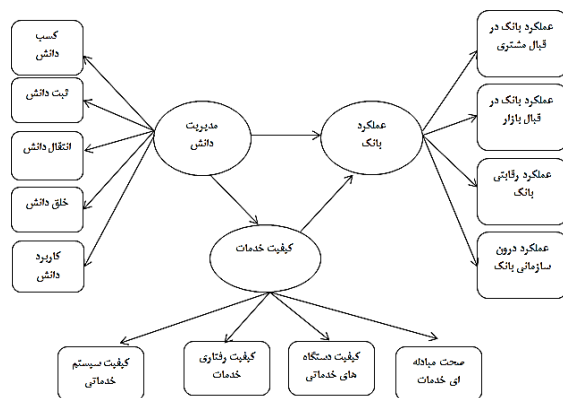 کسب
دانش
ثبت دانش
انتقال دانش
خلق دانش
کاربرد
دانش
مدیریت
دانش
عملکرد
بانک
کیفیت خدمات
عملکرد بانک در
قبال مشتری
عملکرد بانک در
قبال بازار
عملکرد رقابتی
بانک
عملکرد درون
سازمانی بانک
کیفیت سیستم
خدماتی
کیفیت رفتاری
خدمات
کیفیت دستگاه
های خدماتی
صحت مبادله
ای خدمات